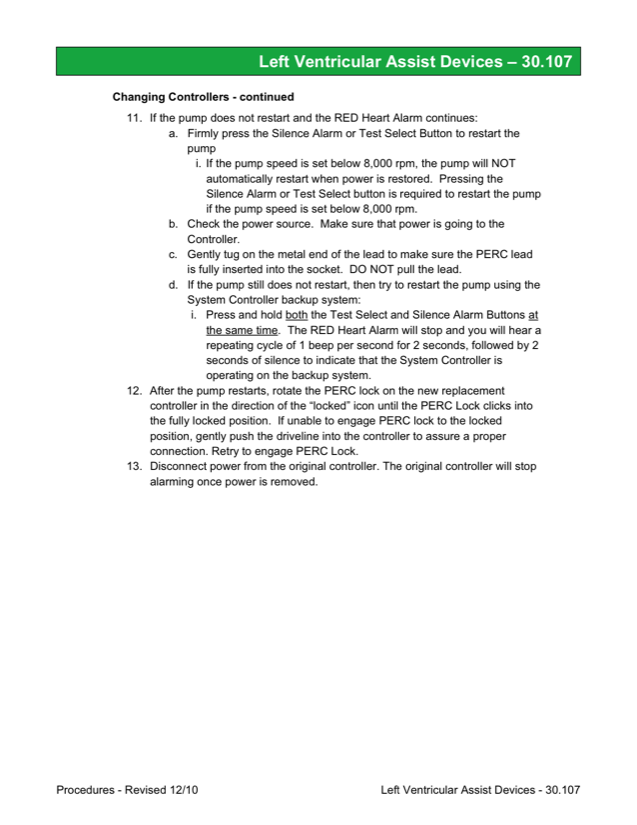 Left Ventricular Assist Devices – 30.107
Changing Controllers - continued
11. If the pump does not restart and the RED Heart Alarm continues:
a. Firmly press the Silence Alarm or Test Select Button to restart the
pump
i. If the pump speed is set below 8,000 rpm, the pump will NOT
automatically restart when power is restored. Pressing the
Silence Alarm or Test Select button is required to restart the pump
if the pump speed is set below 8,000 rpm.
b. Check the power source. Make sure that power is going to the
Controller.
c. Gently tug on the metal end of the lead to make sure the PERC lead
is fully inserted into the socket. DO NOT pull the lead.
d. If the pump still does not restart, then try to restart the pump using the
System Controller backup system:
i. Press and hold both the Test Select and Silence Alarm Buttons at
the same time. The RED Heart Alarm will stop and you will hear a
repeating cycle of 1 beep per second for 2 seconds, followed by 2
seconds of silence to indicate that the System Controller is
operating on the backup system.
12. After the pump restarts, rotate the PERC lock on the new replacement
controller in the direction of the “locked” icon until the PERC Lock clicks into
the fully locked position. If unable to engage PERC lock to the locked
position, gently push the driveline into the controller to assure a proper
connection. Retry to engage PERC Lock.
13. Disconnect power from the original controller. The original controller will stop
alarming once power is removed.
Procedures - Revised 12/10
Left Ventricular Assist Devices - 30.107